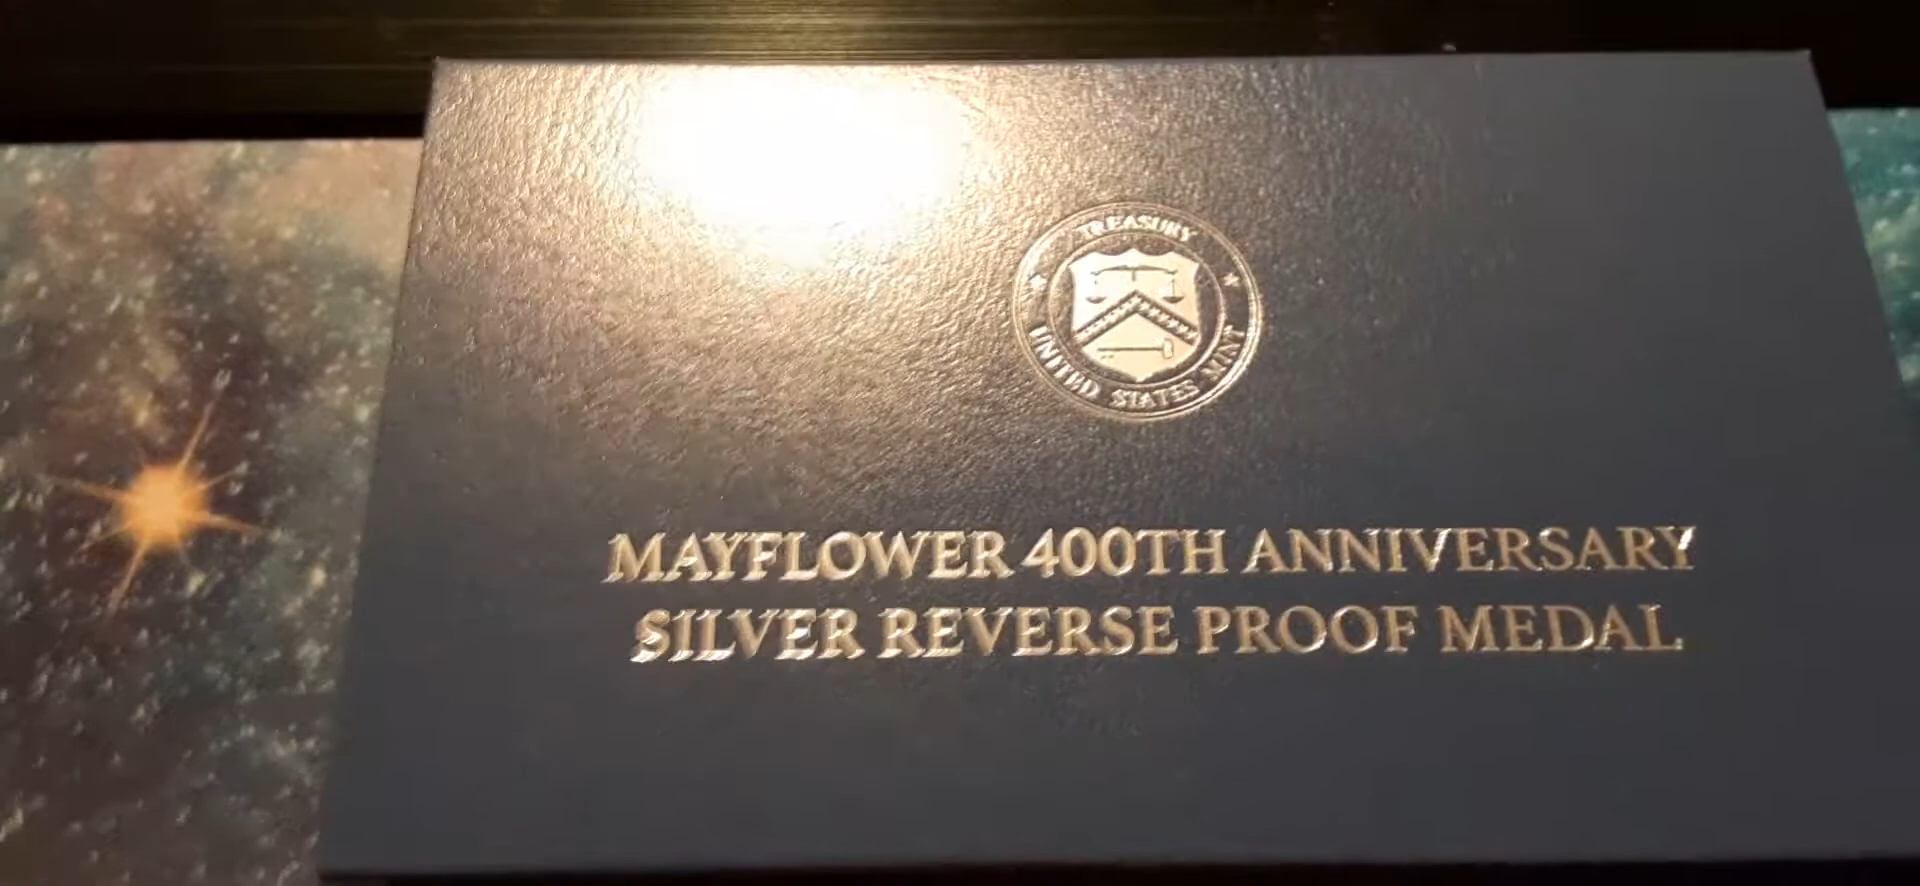 TREASURY
UNITED STATES MINT
MAYFLOWER 400TH ANNIVERSARY
SILVER REVERSE PROOF MEDAL